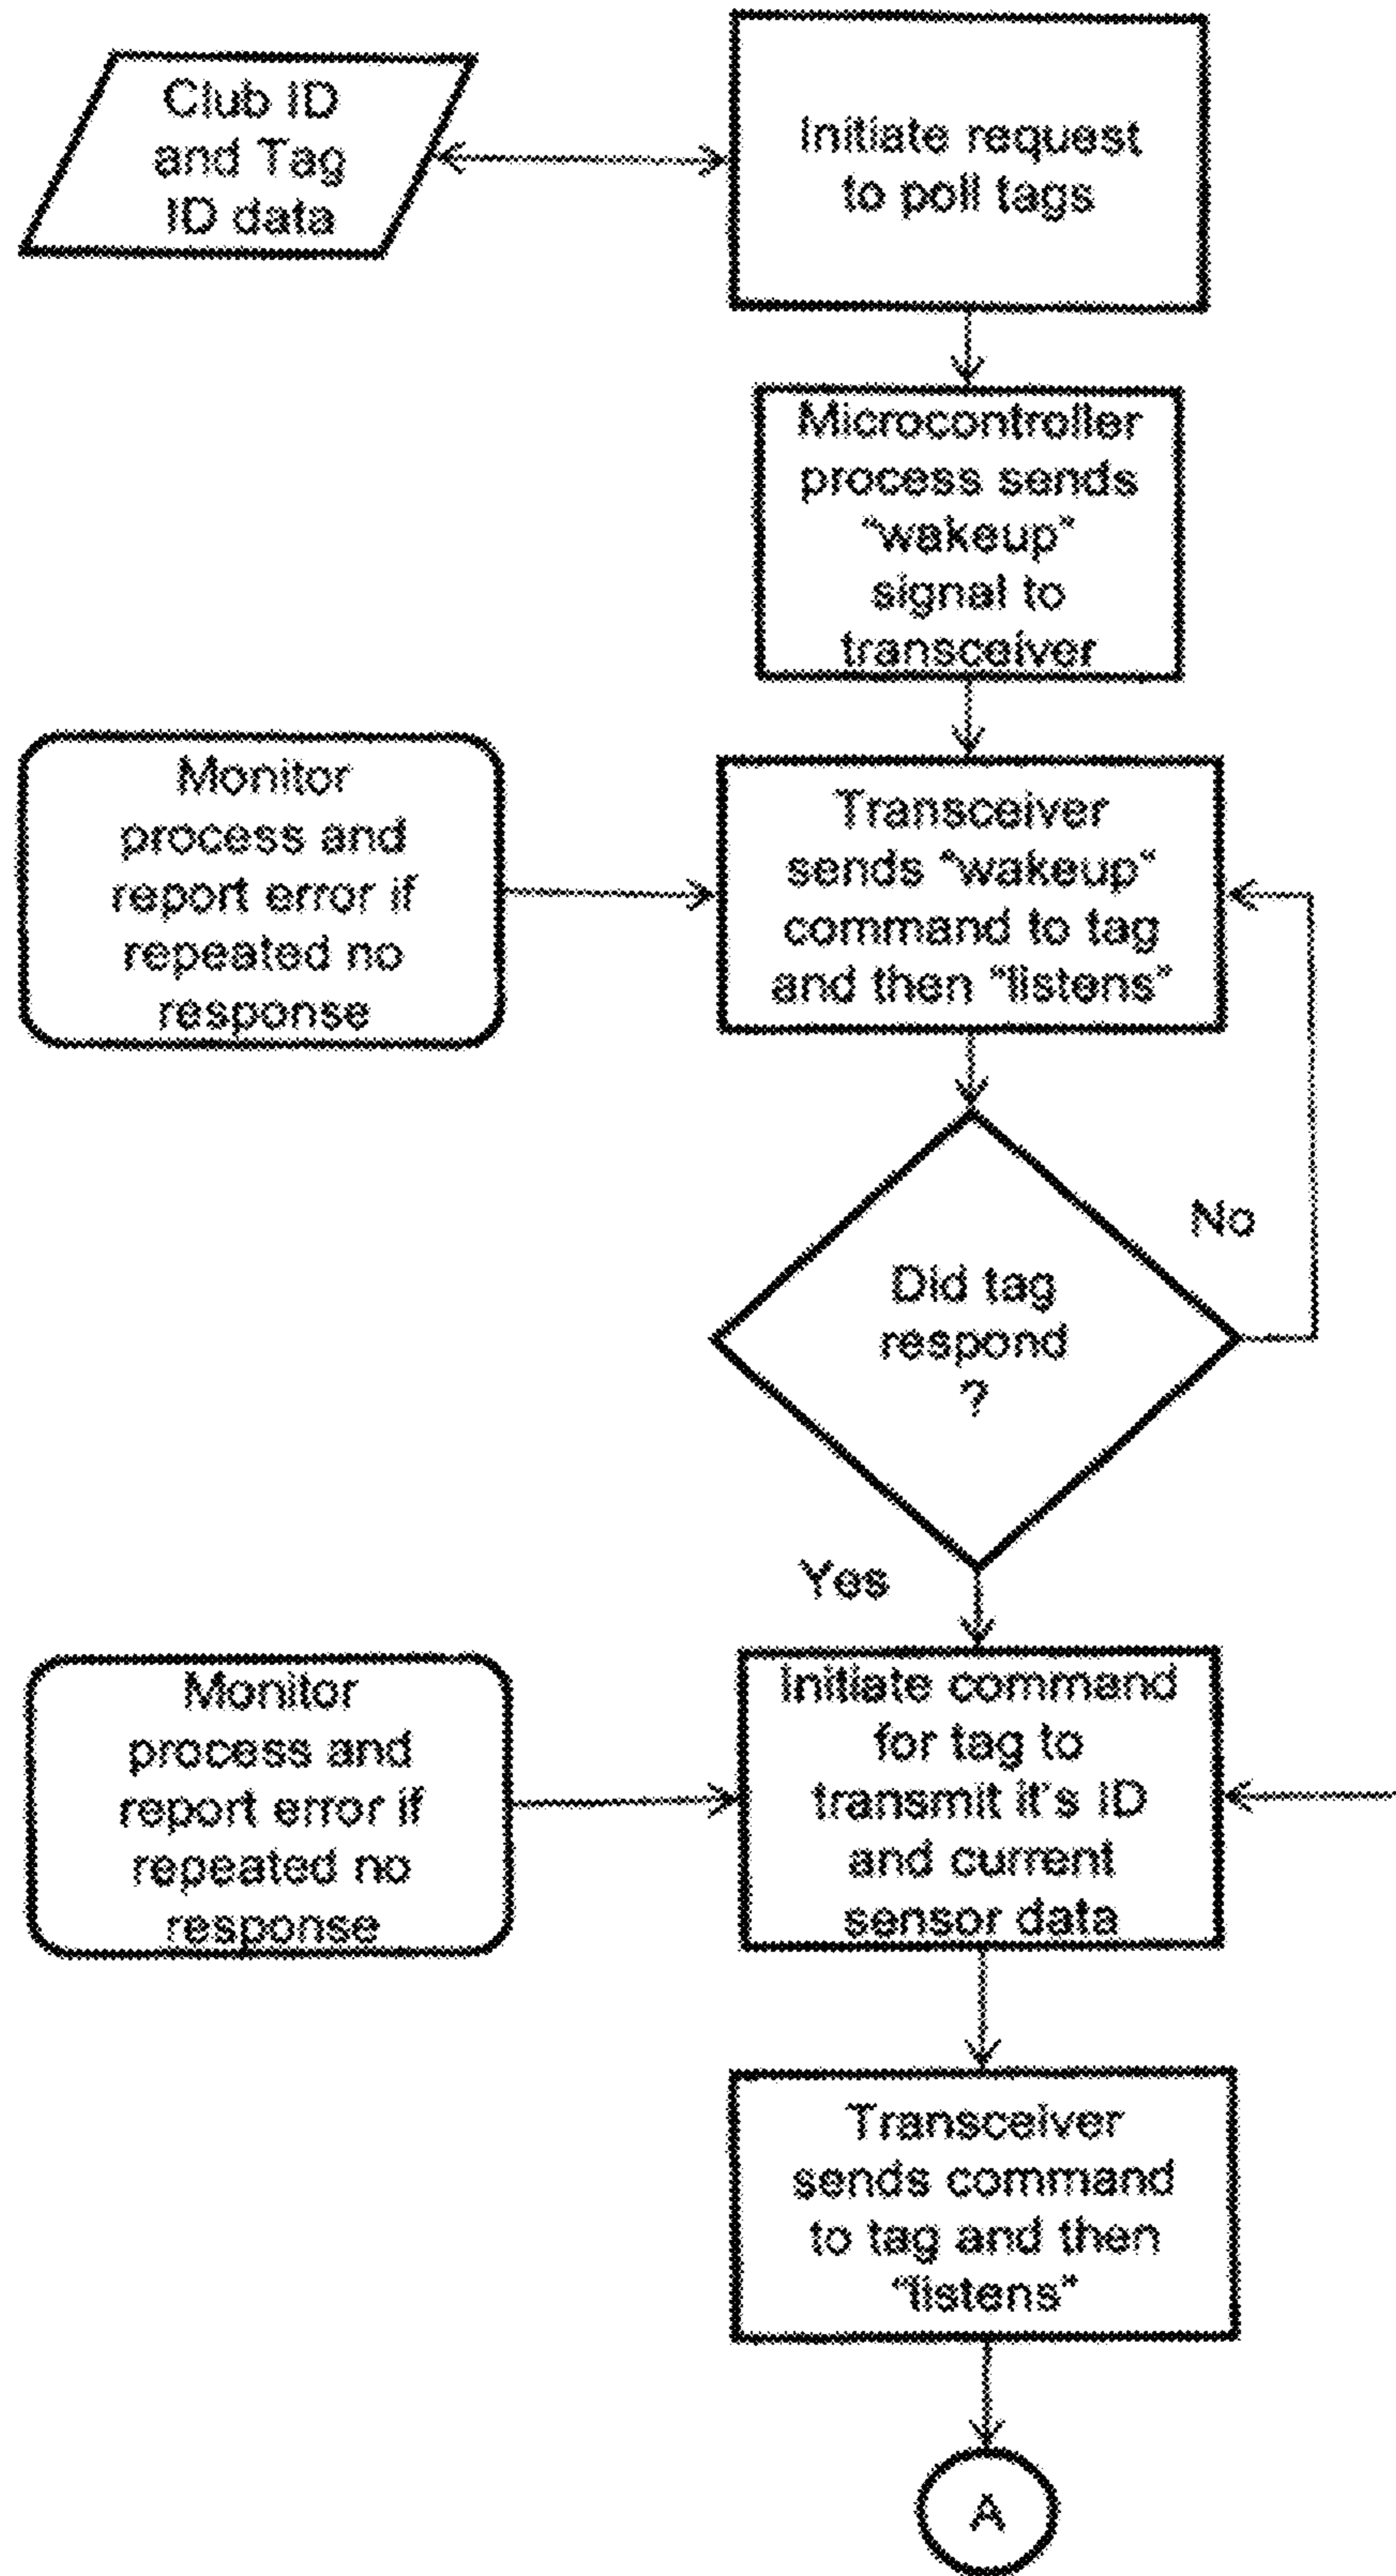 Club ID
and Tag
ID data
Initiate request
to poll tags
Microcontroller
process sends
"wakeup"
signal to
transceiver
Monitor
process and
report error if
repeated no
response
Transceiver
sends "wakeup"
command to tag
and then "listens"
No
Did tag
respond
?
Yes
Monitor
process and
report error if
repeated no
response
Initiate command
for tag to
transmit it's ID
and current
sensor data
Transceiver
sends command
to tag and then
"listens"
A